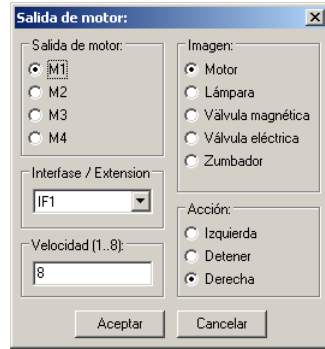 Salida de motor:
Salida de motor:
M1
M2
M3
M4
Interfase / Extension
IF1
Velocidad (1..8):
8
Imagen:
Motor
Lámpara
Válvula magnética
Válvula eléctrica
Zumbador
Acción:
Izquierda
Detener
Derecha
Aceptar
Cancelar